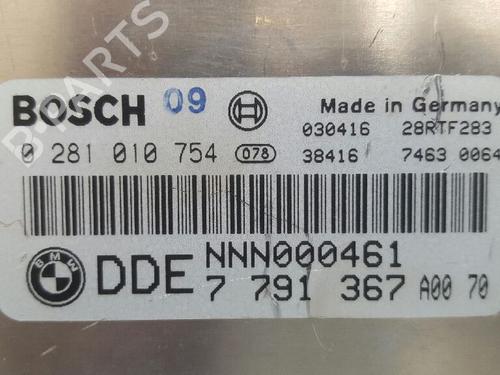 BOSCH 09 Made in Germany
030416 28RTF283
0 281 010 754 078 38416 7463 0064
BMW DDE NNN000461
7 791 367 A00 70
PARTS